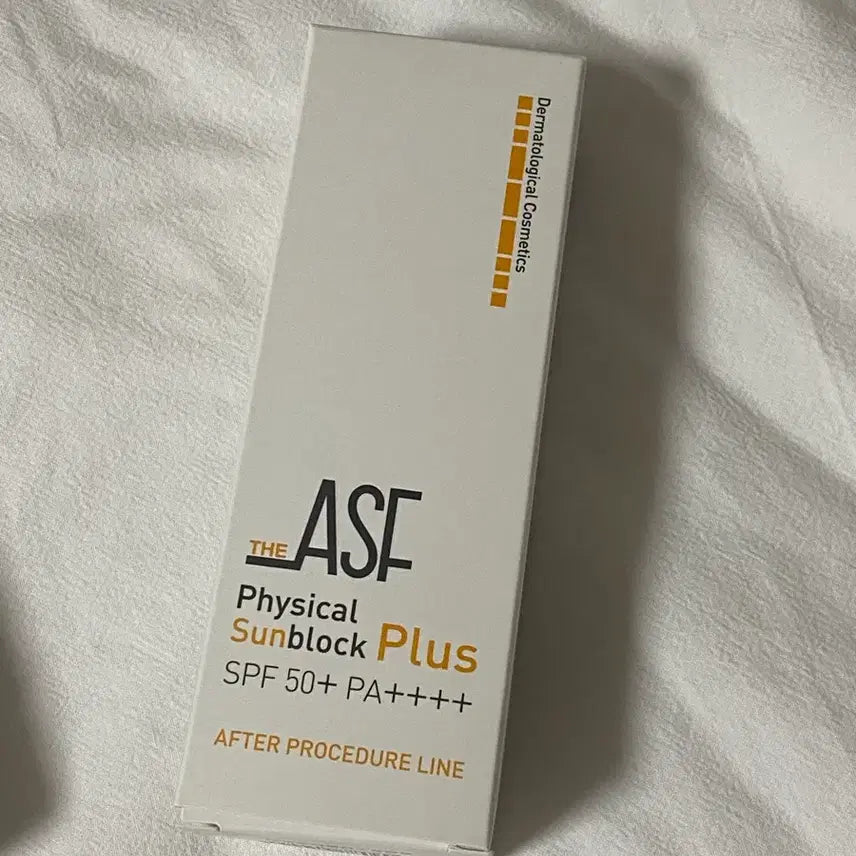 Dermatological Cosmetics
THE ASF
Physical
Sunblock Plus
SPF 50+ PA++++
AFTER PROCEDURE LINE